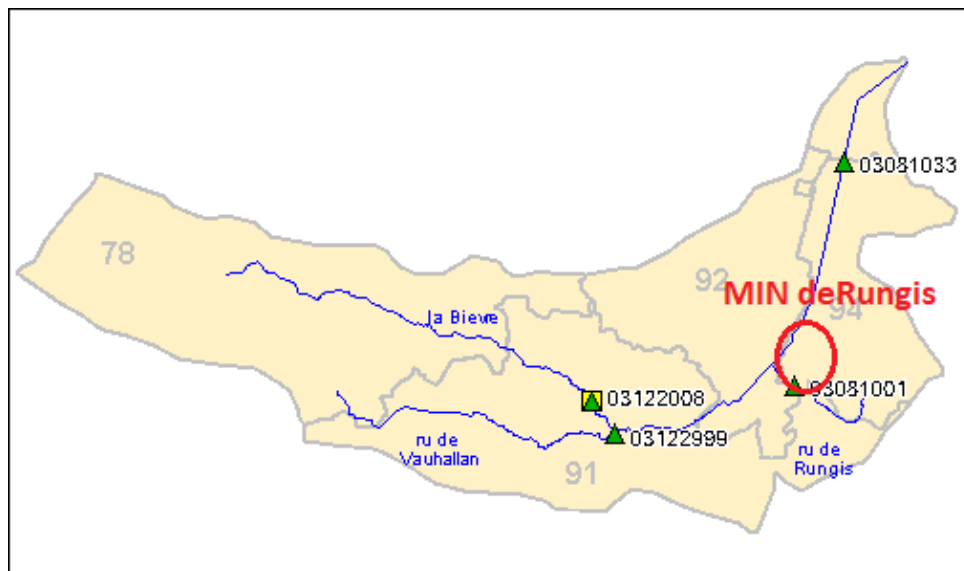 03081033
78
92
MIN deRungis
94
la Bievre
03081001
03122008
03122999
ru de
Vauhallan
ru de
Rungis
91